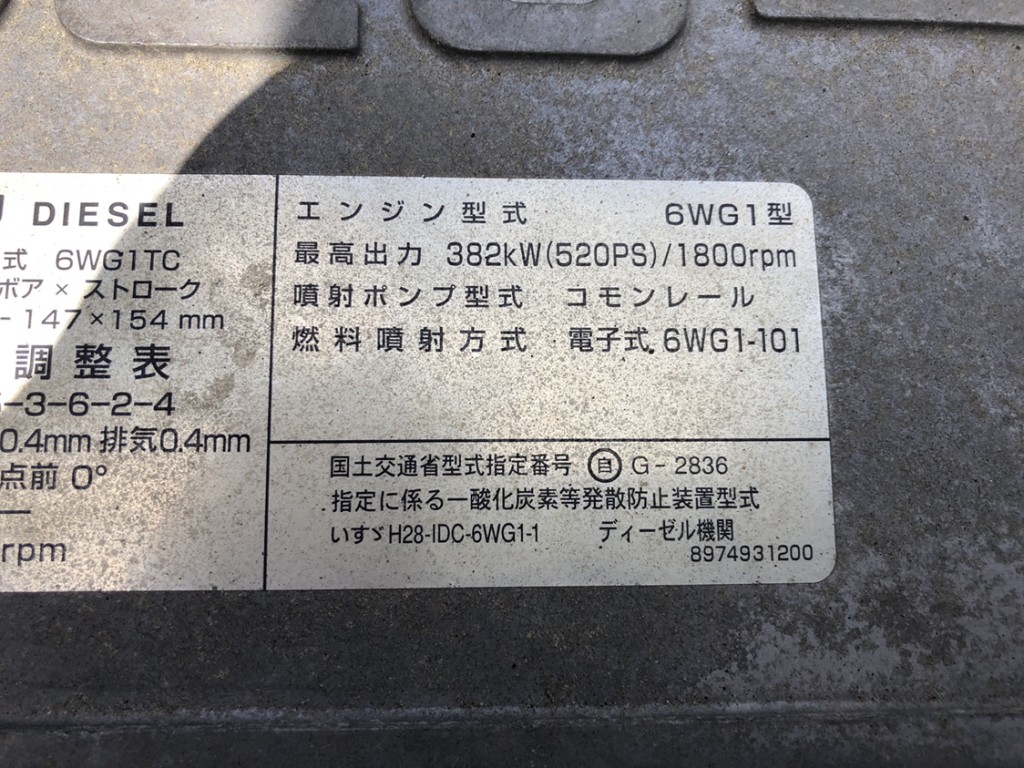 DIESEL
式 6WG1TC
ボア × ストローク
- 147×154 mm
調整表
-3-6-2-4
0.4mm 排気0.4mm
点前 0°
rpm
エンジン型式 6WG1型
最高出力 382kW(520PS)/1800rpm
噴射ポンプ型式 コモンレール
燃料噴射方式 電子式 6WG1-101
国土交通省型式指定番号 自 G-2836
指定に係る一酸化炭素等発散防止装置型式
いすゞH28-IDC-6WG1-1 ディーゼル機関
8974931200